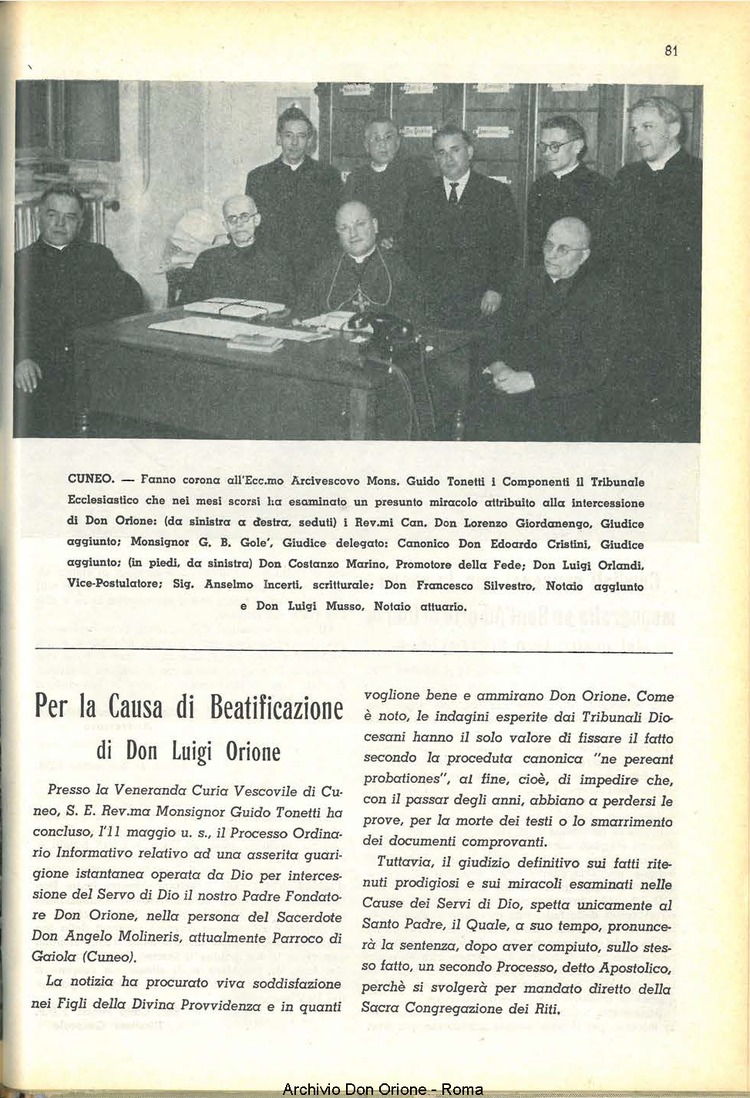 81
CUNEO. — Fanno corona all'Ecc.mo Arcivescovo Mons. Guido Tonetti i Componenti il Tribunale
Ecclesiastico che nei mesi scorsi ha esaminato un presunto miracolo attribuito alla intercessione
di Don Orione: (da sinistra a destra, seduti) i Rev.mi Can. Don Lorenzo Giordanengo, Giudice
aggiunto; Monsignor G. B. Gole', Giudice delegato: Canonico Don Edoardo Cristini, Giudice
aggiunto; (in piedi, da sinistra) Don Costanzo Marino, Promotore della Fede; Don Luigi Orlandi,
Vice-Postulatore; Sig. Anselmo Incerti, scritturale; Don Francesco Silvestro, Notaio aggiunto
e Don Luigi Musso, Notaio attuario.
Per la Causa di Beatificazione
di Don Luigi Orione
Presso la Veneranda Curia Vescovile di Cu-
neo, S. E. Rev.ma Monsignor Guido Tonetti ha
concluso, l'11 maggio u. s., il Processo Ordina-
rio Informativo relativo ad una asserita guari-
gione istantanea operata da Dio per interces-
sione del Servo di Dio il nostro Padre Fondato-
re Don Orione, nella persona del Sacerdote
Don Angelo Molineris, attualmente Parroco di
Gaiola (Cuneo).
La notizia ha procurato viva soddisfazione
nei Figli della Divina Provvidenza e in quanti
voglione bene e ammirano Don Orione. Come
è noto, le indagini esperite dai Tribunali Dio-
cesani hanno il solo valore di fissare il fatto
secondo la proceduta canonica "ne pereant
probationes", al fine, cioè, di impedire che,
con il passar degli anni, abbiano a perdersi le
prove, per la morte dei testi o lo smarrimento
dei documenti comprovanti.
Tuttavia, il giudizio definitivo sui fatti rite-
nuti prodigiosi e sui miracoli esaminati nelle
Cause dei Servi di Dio, spetta unicamente al
Santo Padre, il Quale, a suo tempo, pronunce-
rà la sentenza, dopo aver compiuto, sullo stes-
so fatto, un secondo Processo, detto Apostolico,
perchè si svolgerà per mandato diretto della
Sacra Congregazione dei Riti.
Archivio Don Orione - Roma